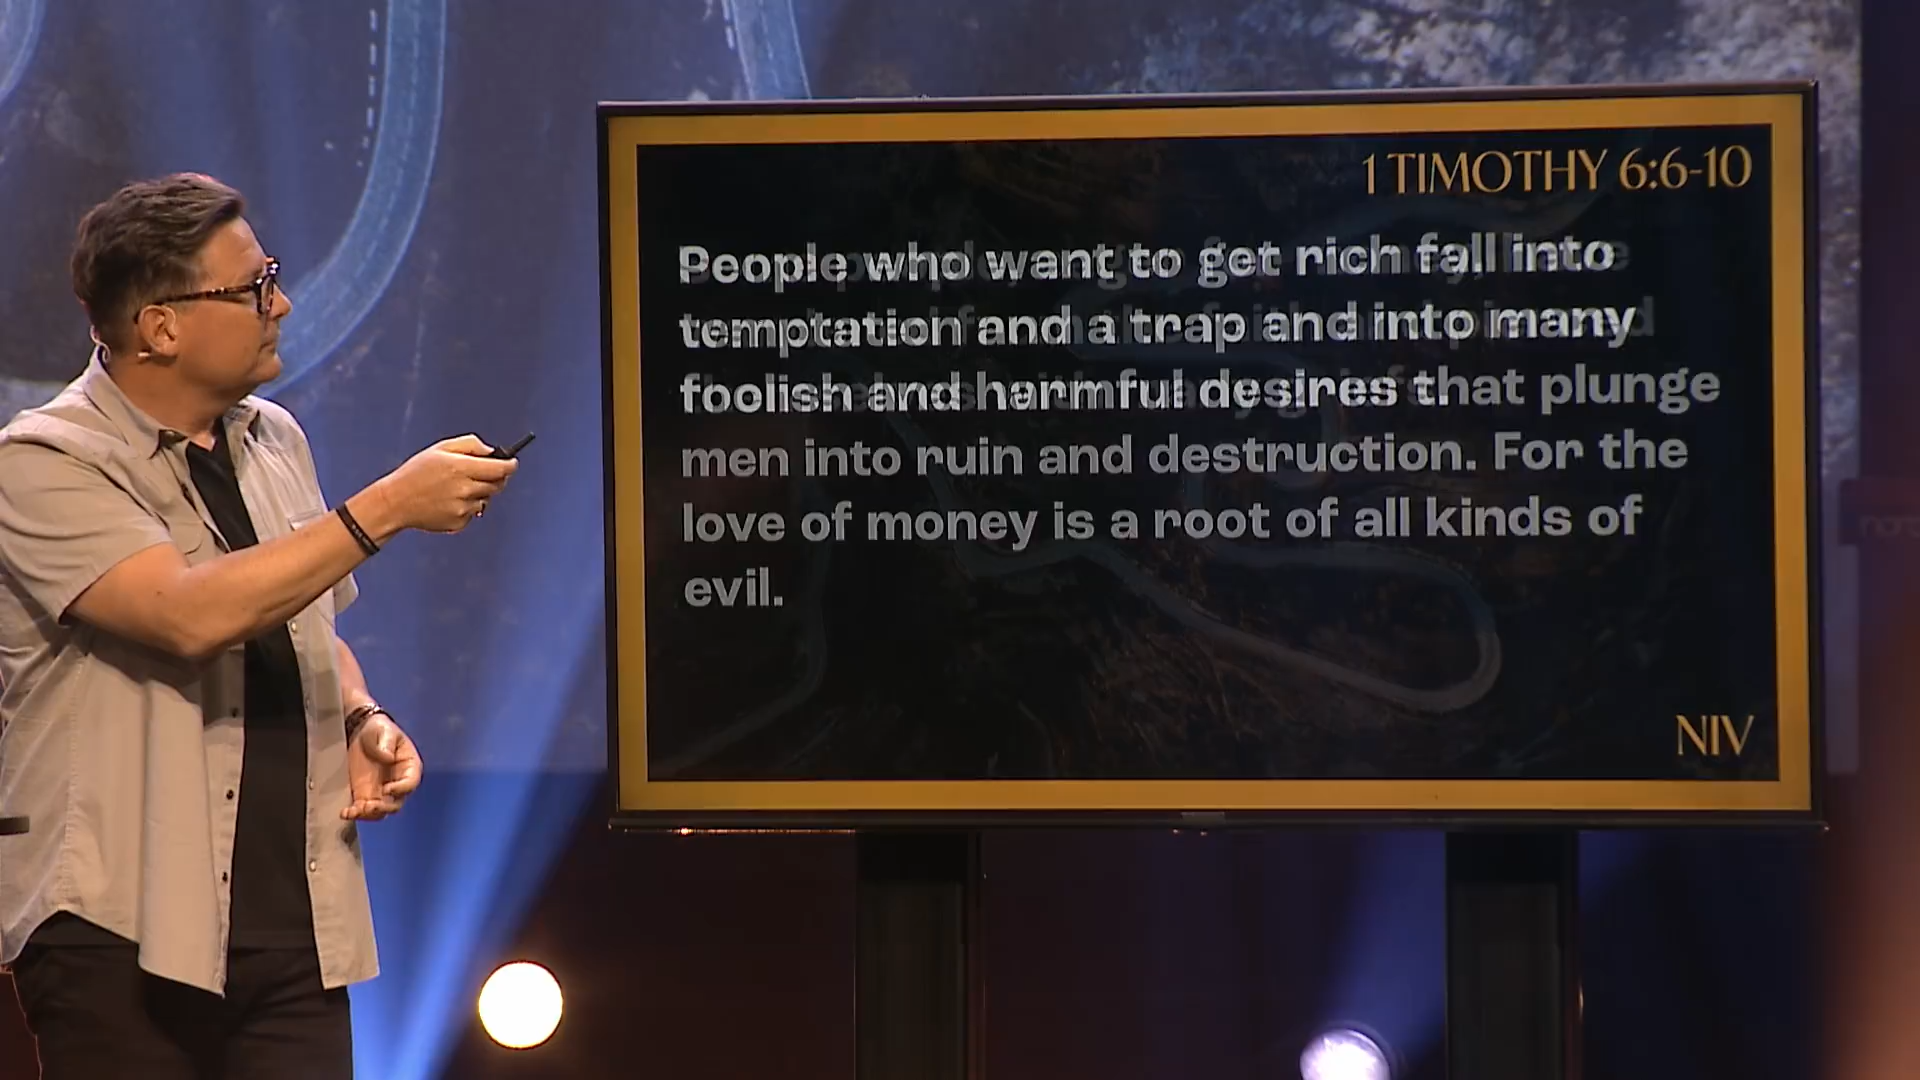 1 TIMOTHY 6:6-10
People who want to get rich fall into
temptation and a trap and into many
foolish and harmful desires that plunge
men into ruin and destruction. For the
love of money is a root of all kinds of
evil.
NIV